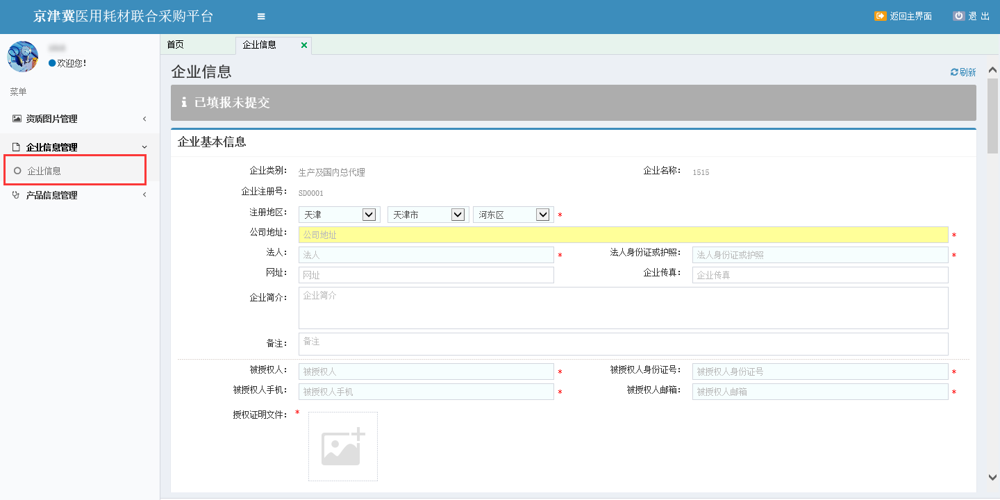 京津冀医用耗材联合采购平台
返回主界面 退 出
欢迎您!
菜单
资质图片管理
企业信息管理
企业信息
产品信息管理
首页 企业信息
企业信息
刷新
已填报未提交
企业基本信息
企业类别: 生产及国内总代理 企业名称: 1515
企业注册号: SD0001
注册地区: 天津 天津市 河东区 *
公司地址: 公司地址 *
法人: 法人 * 法人身份证或护照: 法人身份证或护照 *
网址: 网址 企业传真: 企业传真
企业简介: 企业简介
备注: 备注
被授权人: 被授权人 * 被授权人身份证号: 被授权人身份证号 *
被授权人手机: 被授权人手机 * 被授权人邮箱: 被授权人邮箱 *
授权证明文件: *